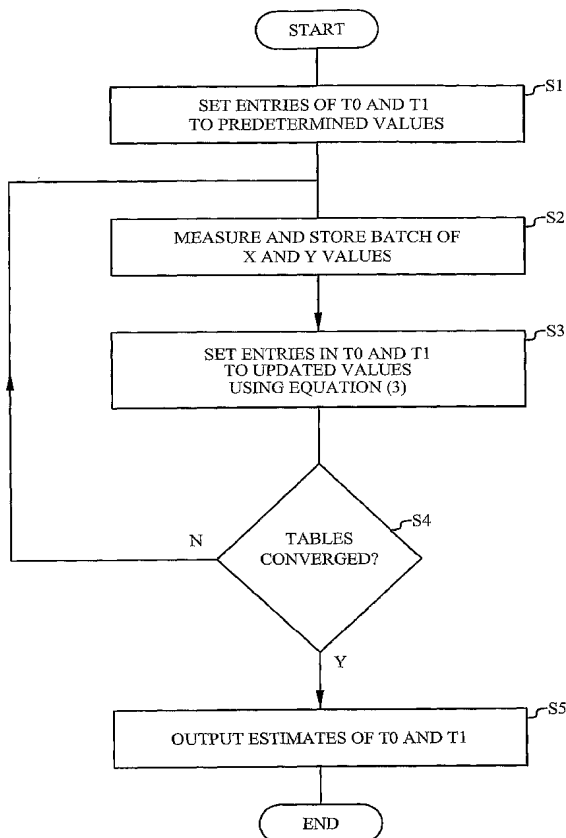 START
S1
SET ENTRIES OF T0 AND T1
TO PREDETERMINED VALUES
S2
MEASURE AND STORE BATCH OF
X AND Y VALUES
S3
SET ENTRIES IN T0 AND T1
TO UPDATED VALUES
USING EQUATION (3)
S4
N
TABLES
CONVERGED?
Y
S5
OUTPUT ESTIMATES OF T0 AND T1
END